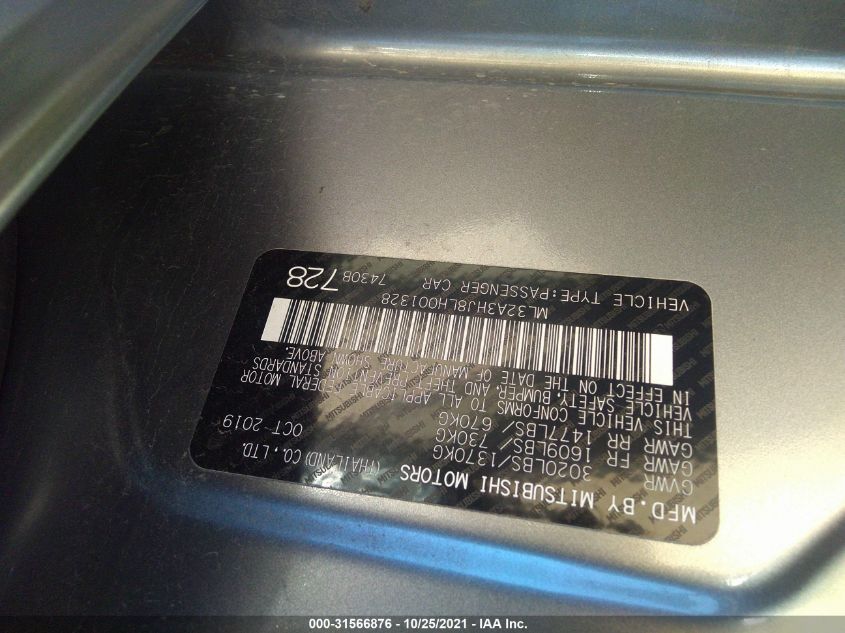 MFD.BY MITSUBISHI MOTORS (THAILAND) CO., LTD.
GVWR 3020LBS/1370KG OCT 2019
GAWR FR 1609LBS/ 730KG
GAWR RR 1477LBS/ 670KG
THIS VEHICLE CONFORMS TO ALL APPLICABLE FEDERAL MOTOR
VEHICLE SAFETY, BUMPER, AND THEFT PREVENTION STANDARDS
IN EFFECT ON THE DATE OF MANUFACTURE SHOWN ABOVE.
ML32A3HJ8LH001328
VEHICLE TYPE:PASSENGER CAR 7430B 728
000-31566876 - 10/25/2021 - IAA Inc.